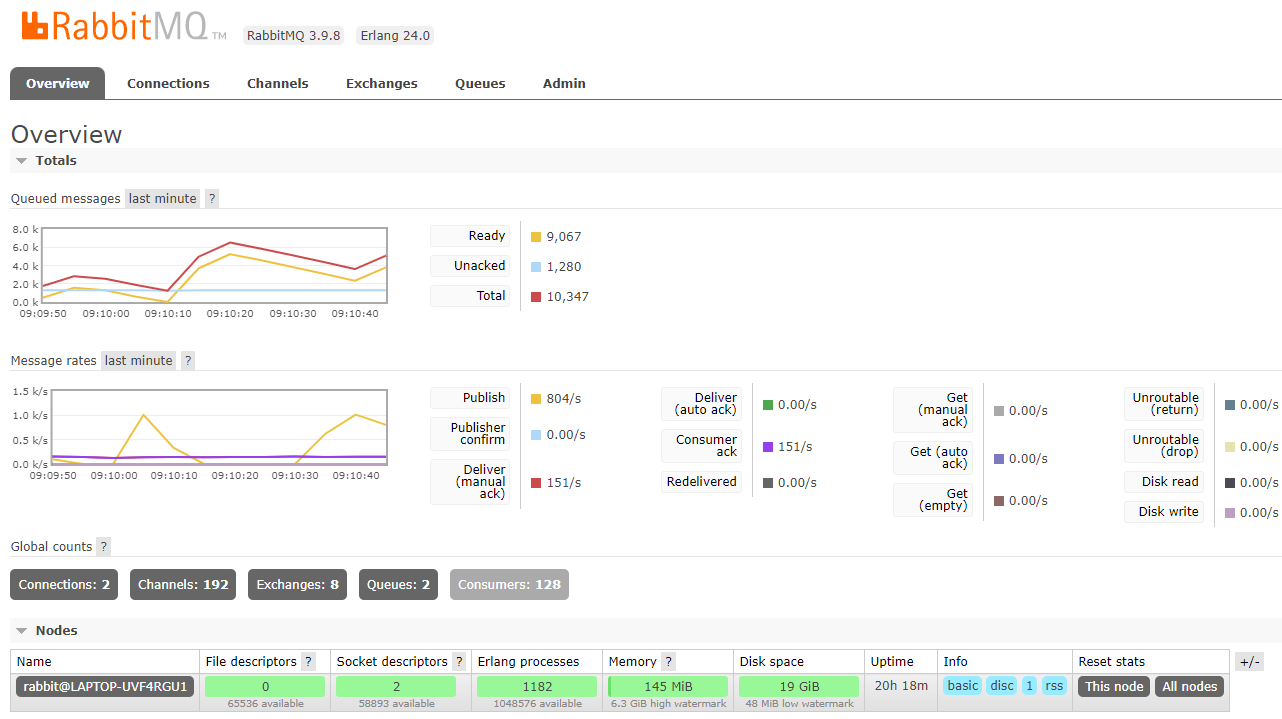 RabbitMQ TM RabbitMQ 3.9.8 Erlang 24.0
Overview Connections Channels Exchanges Queues Admin
Overview
Totals
Queued messages last minute ?
8.0 k
6.0 k
4.0 k
2.0 k
0.0 k
09:09:50 09:10:00 09:10:10 09:10:20 09:10:30 09:10:40
Ready 9,067
Unacked 1,280
Total 10,347
Message rates last minute ?
1.5 k/s
1.0 k/s
0.5 k/s
0.0 k/s
09:09:50 09:10:00 09:10:10 09:10:20 09:10:30 09:10:40
Publish 804/s
Publisher
confirm 0.00/s
Deliver
(manual 151/s
ack)
Deliver
(auto ack) 0.00/s
Consumer
ack 151/s
Redelivered 0.00/s
Get
(manual 0.00/s
ack)
Get (auto
ack) 0.00/s
Get
(empty) 0.00/s
Unroutable
(return) 0.00/s
Unroutable
(drop) 0.00/s
Disk read 0.00/s
Disk write 0.00/s
Global counts ?
Connections: 2 Channels: 192 Exchanges: 8 Queues: 2 Consumers: 128
Nodes
Name File descriptors ? Socket descriptors ? Erlang processes Memory ? Disk space Uptime Info Reset stats +/-
rabbit@LAPTOP-UVF4RGU1 0 2 1182 145 MiB 19 GiB 20h 18m basic disc 1 rss This node All nodes
65536 available 58893 available 1048576 available 6.3 GiB high watermark 48 MiB low watermark